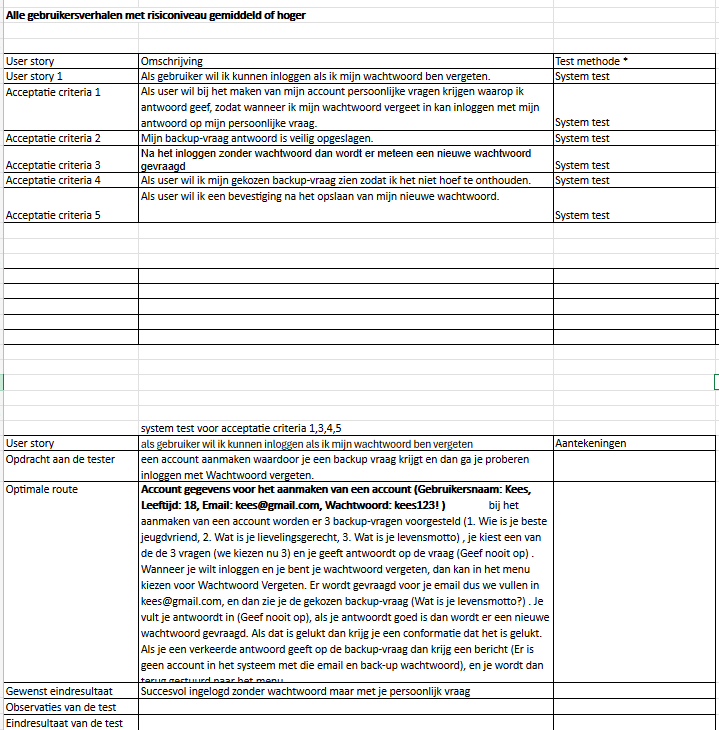 Alle gebruikersverhalen met risiconiveau gemiddeld of hoger
User story Omschrijving Test methode *
User story 1 Als gebruiker wil ik kunnen inloggen als ik mijn wachtwoord ben vergeten. System test
Als user wil bij het maken van mijn account persoonlijke vragen krijgen waarop ik
antwoord geef, zodat wanneer ik mijn wachtwoord vergeet in kan inloggen met mijn
antwoord op mijn persoonlijke vraag.
Acceptatie criteria 1 System test
Acceptatie criteria 2 Mijn backup-vraag antwoord is veilig opgeslagen. System test
Na het inloggen zonder wachtwoord dan wordt er meteen een nieuwe wachtwoord
gevraagd
Acceptatie criteria 3 System test
Acceptatie criteria 4 Als user wil ik mijn gekozen backup-vraag zien zodat ik het niet hoef te onthouden. System test
Als user wil ik een bevestiging na het opslaan van mijn nieuwe wachtwoord.
Acceptatie criteria 5 System test
system test voor acceptatie criteria 1,3,4,5
User story als gebruiker wil ik kunnen inloggen als ik mijn wachtwoord ben vergeten Aantekeningen
Opdracht aan de tester een account aanmaken waardoor je een backup vraag krijgt en dan ga je proberen
inloggen met Wachtwoord vergeten.
Optimale route Account gegevens voor het aanmaken van een account (Gebruikersnaam: Kees,
Leeftijd: 18, Email: kees@gmail.com, Wachtwoord: kees123! ) bij het
aanmaken van een account worden er 3 backup-vragen voorgesteld (1. Wie is je beste
jeugdvriend, 2. Wat is je lievelingsgerecht, 3. Wat is je levensmotto) , je kiest een van
de de 3 vragen (we kiezen nu 3) en je geeft antwoordt op de vraag (Geef nooit op) .
Wanneer je wilt inloggen en je bent je wachtwoord vergeten, dan kan in het menu
kiezen voor Wachtwoord Vergeten. Er wordt gevraagd voor je email dus we vullen in
kees@gmail.com, en dan zie je de gekozen backup-vraag (Wat is je levensmotto?) . Je
vult je antwoordt in (Geef nooit op), als je antwoordt goed is dan wordt er een nieuwe
wachtwoord gevraagd. Als dat is gelukt dan krijg je een conformatie dat het is gelukt.
Als je een verkeerde antwoord geeft op de backup-vraag dan krijg een bericht (Er is
geen account in het systeem met die email en back-up wachtwoord), en je wordt dan
terug gestuurd naar het menu
Gewenst eindresultaat Succesvol ingelogd zonder wachtwoord maar met je persoonlijk vraag
Observaties van de test
Eindresultaat van de test